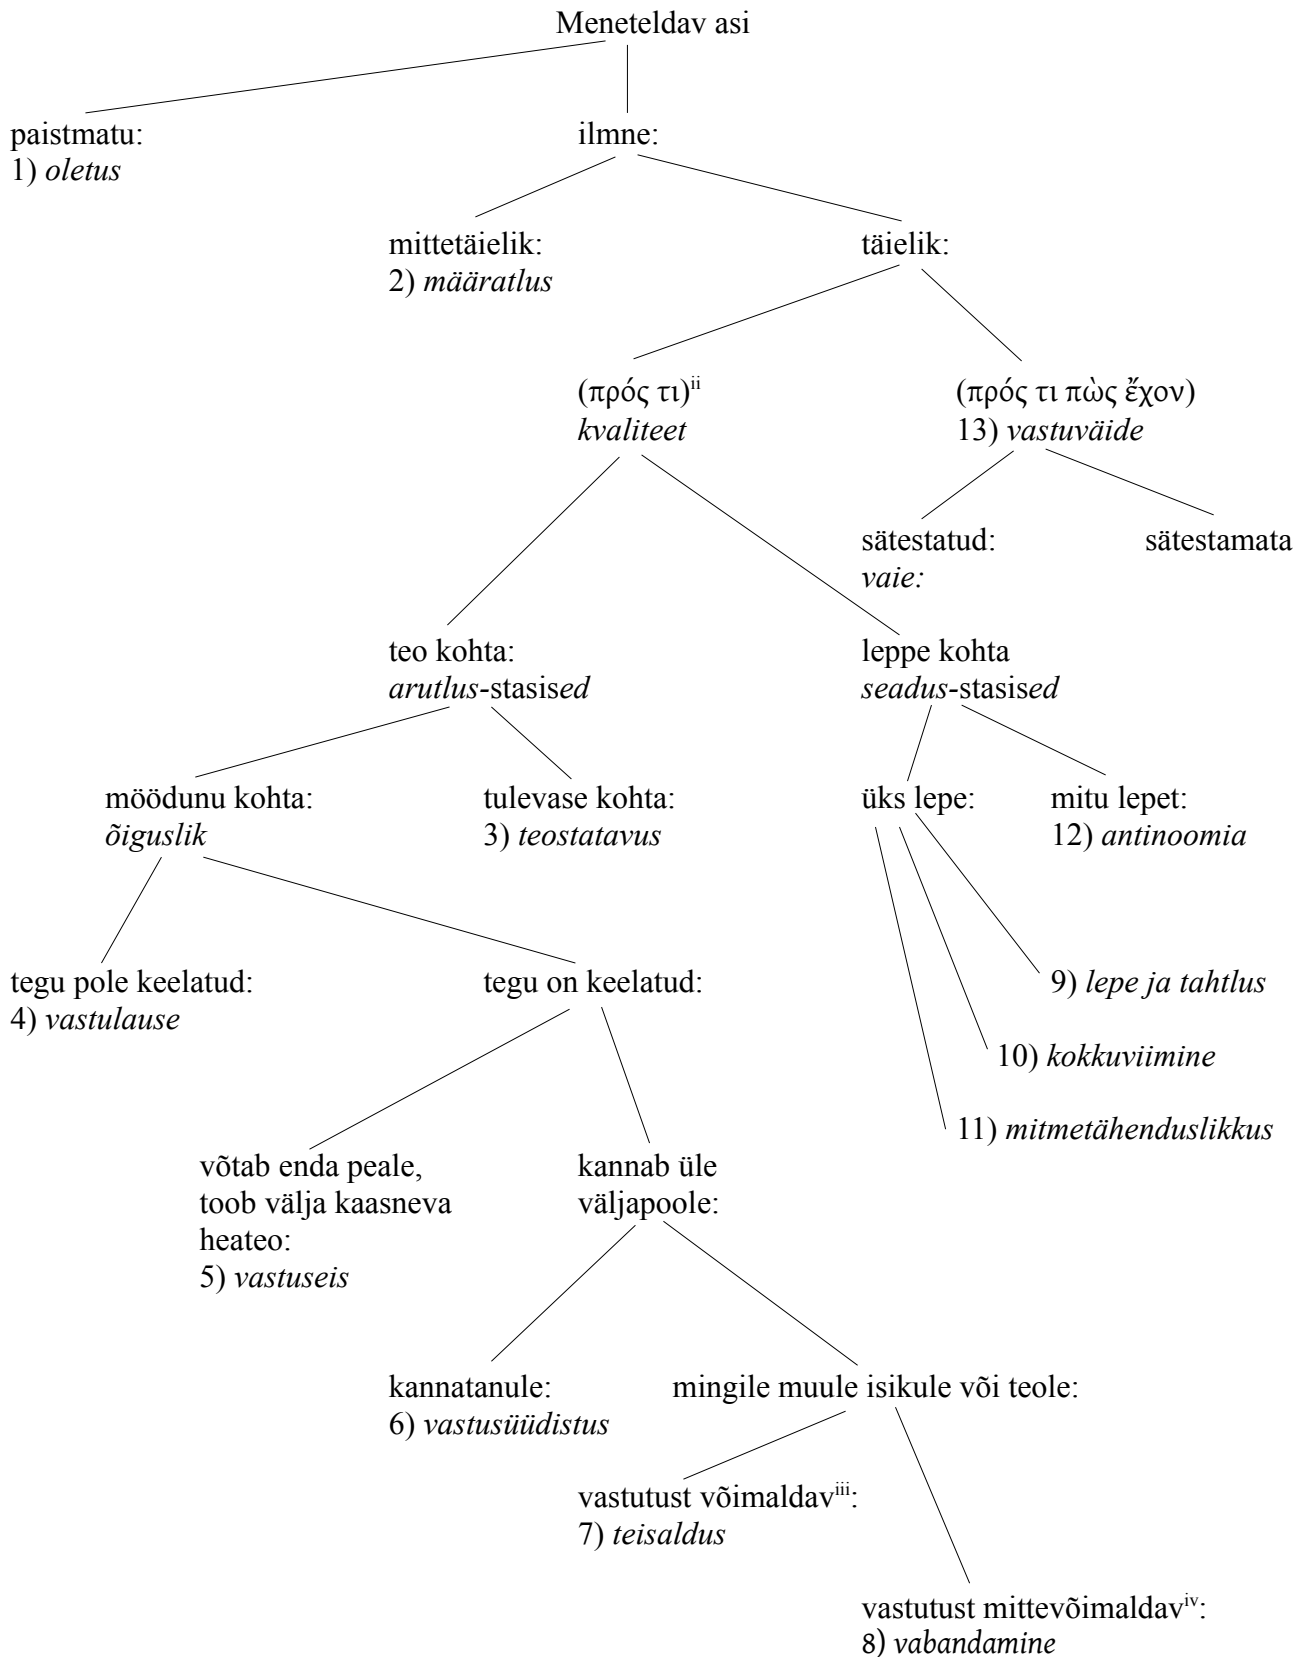 Meneteldav asi
paistmatu:
1) oletus
ilmne:
mittetäielik:
2) määratlus
täielik:
(πρός τι)ii
kvaliteet
(πρός τι πὼς ἔχον)
13) vastuväide
sätestatud:
vaie:
sätestamata
teo kohta:
arutlus-stasised
leppe kohta
seadus-stasised
möödunu kohta:
õiguslik
tulevase kohta:
3) teostatavus
üks lepe:
mitu lepet:
12) antinoomia
tegu pole keelatud:
4) vastulause
tegu on keelatud:
9) lepe ja tahtlus
10) kokkuviimine
11) mitmetähenduslikkus
võtab enda peale,
toob välja kaasneva
heateo:
5) vastuseis
kannab üle
väljapoole:
kannatanule:
6) vastusüüdistus
mingile muule isikule või teole:
vastutust võimaldaviii:
7) teisaldus
vastutust mittevõimaldaviv:
8) vabandamine